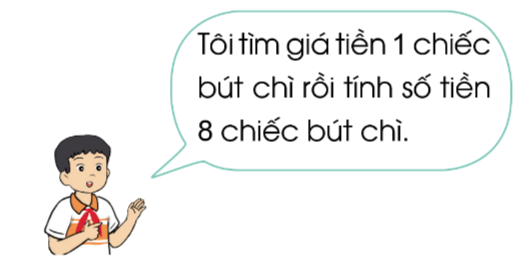 Tôi tìm giá tiền 1 chiếc
bút chì rồi tính số tiền
8 chiếc bút chì.